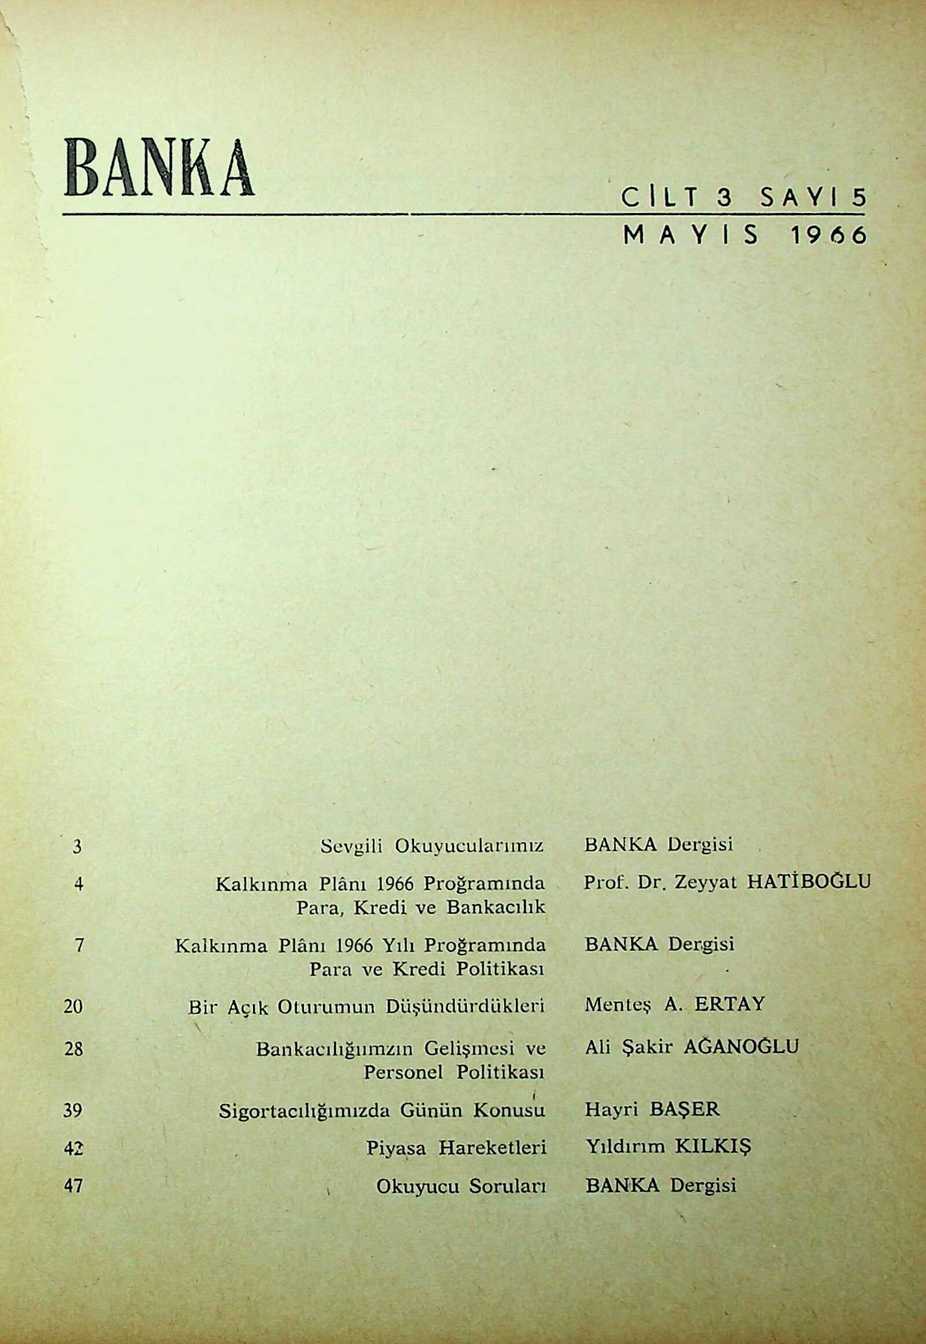 BANKA
CİLT 3 SAYI 5
MAYIS 1966
3 Sevgili Okuyucularımız BANKA Dergisi
4 Kalkınma Plânı 1966 Proğramında Prof. Dr. Zeyyat HATİBOĞLU
Para, Kredi ve Bankacılık
7 Kalkınma Plânı 1966 Yılı Proğramında BANKA Dergisi
Para ve Kredi Politikası
20 Bir Açık Oturumun Düşündürdükleri Menteş A. ERTAY
28 Bankacılığıımzın Gelişmesi ve Ali Şakir AĞANOĞLU
Personel Politikası
39 Sigortacılığımızda Günün Konusu Hayri BAŞER
42 Piyasa Hareketleri Yıldırım KILKIŞ
47 Okuyucu Soruları BANKA Dergisi